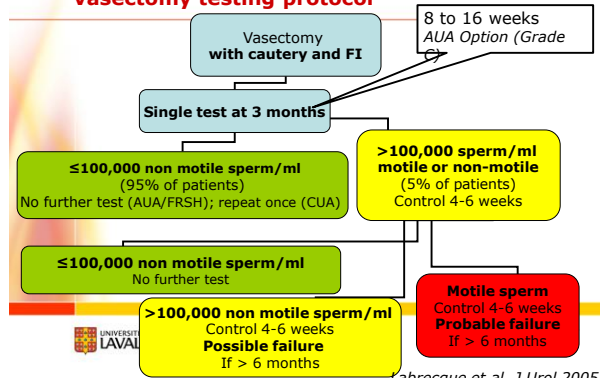 vasectomy testing protocol
8 to 16 weeks
AUA Option (Grade
C)
Vasectomy
with cautery and FI
Single test at 3 months
≤100,000 non motile sperm/ml
(95% of patients)
No further test (AUA/FRSH); repeat once (CUA)
>100,000 sperm/ml
motile or non-motile
(5% of patients)
Control 4-6 weeks
≤100,000 non motile sperm/ml
No further test
>100,000 non motile sperm/ml
Control 4-6 weeks
Possible failure
If > 6 months
Motile sperm
Control 4-6 weeks
Probable failure
If > 6 months
UNIVERSITÉ
LAVAL
Labrecque et al. J Urol 2005